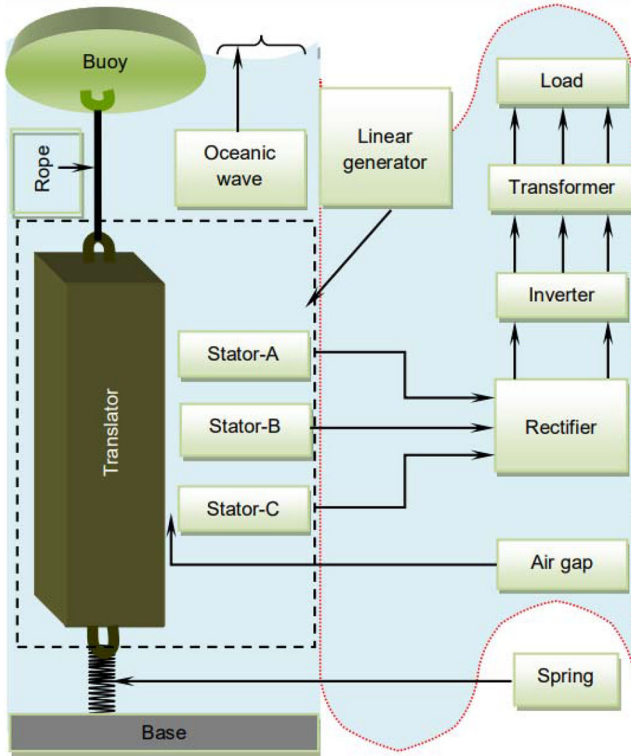 Buoy
Rope
Oceanic
wave
Linear
generator
Load
Transformer
Inverter
Translator
Stator-A
Stator-B
Stator-C
Rectifier
Air gap
Spring
Base